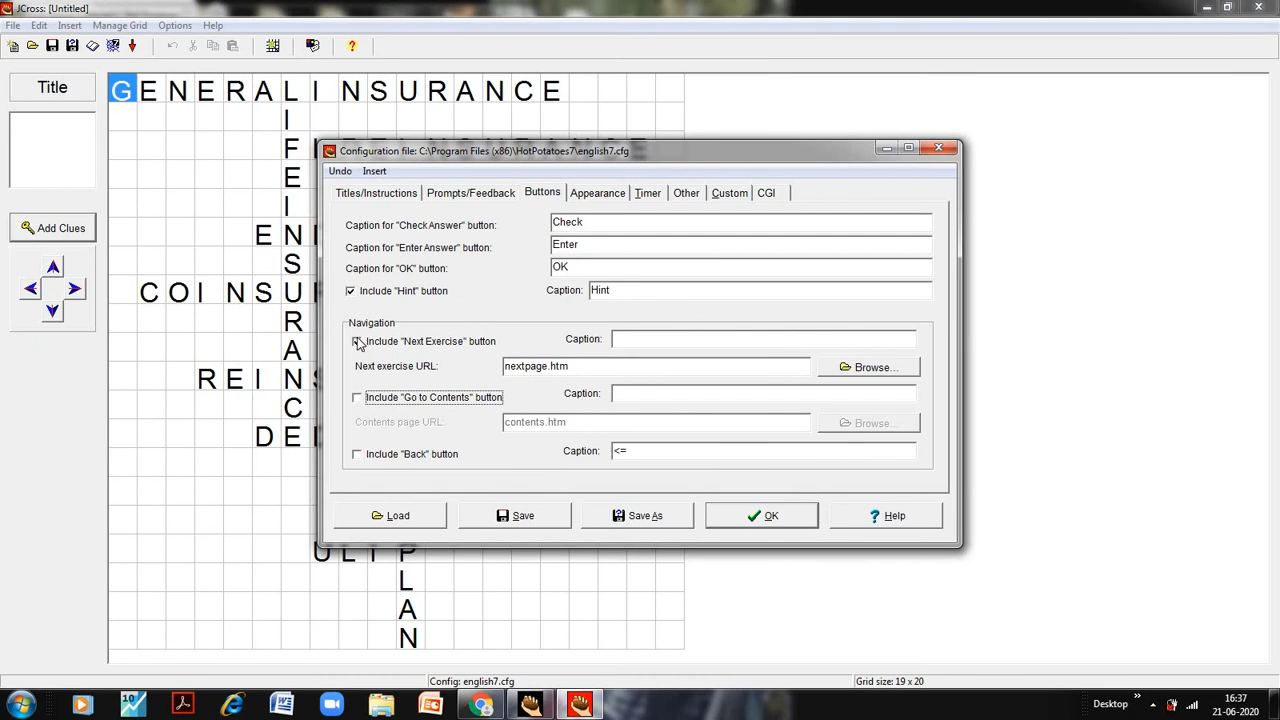 JCross: [Untitled]
File Edit Insert Manage Grid Options Help
Title
Add Clues
GENERALINSURANCE
I
F
E
I
EN
S
COINSU
R
A
REIN
C
DE
P
L
A
N
Configuration file: C:\Program Files (x86)\HotPotatoes7\english7.cfg
Undo Insert
Titles/Instructions Prompts/Feedback Buttons Appearance Timer Other Custom CGI
Caption for "Check Answer" button: Check
Caption for "Enter Answer" button: Enter
Caption for "OK" button: OK
Include "Hint" button Caption: Hint
Navigation
Include "Next Exercise" button Caption:
Next exercise URL: nextpage.htm Browse...
Include "Go to Contents" button Caption:
Contents page URL: contents.htm Browse...
Include "Back" button Caption: <=
Load Save Save As OK Help
Config: english7.cfg Grid size: 19 x 20
Desktop 16:37
21-06-2020